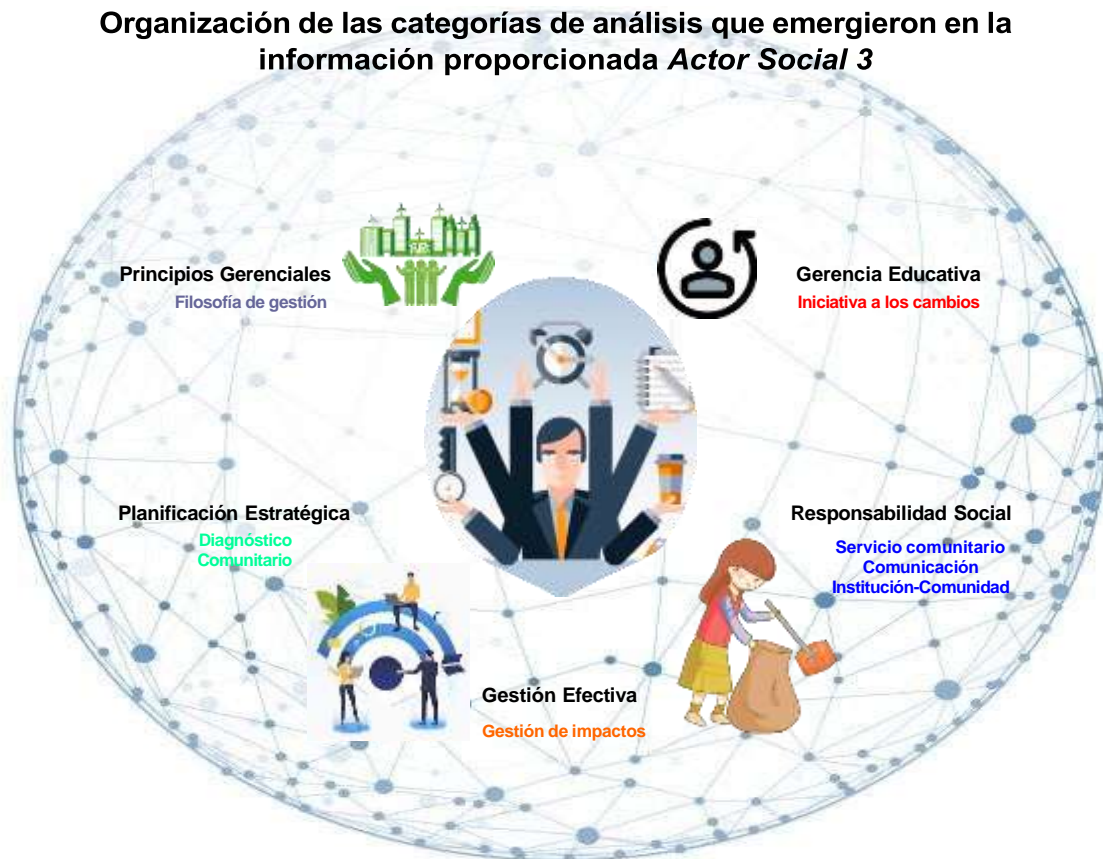 Organización de las categorías de análisis que emergieron en la
información proporcionada Actor Social 3
Principios Gerenciales
Filosofía de gestión
Gerencia Educativa
Iniciativa a los cambios
Planificación Estratégica
Diagnóstico
Comunitario
Responsabilidad Social
Servicio comunitario
Comunicación
Institución-Comunidad
Gestión Efectiva
Gestión de impactos